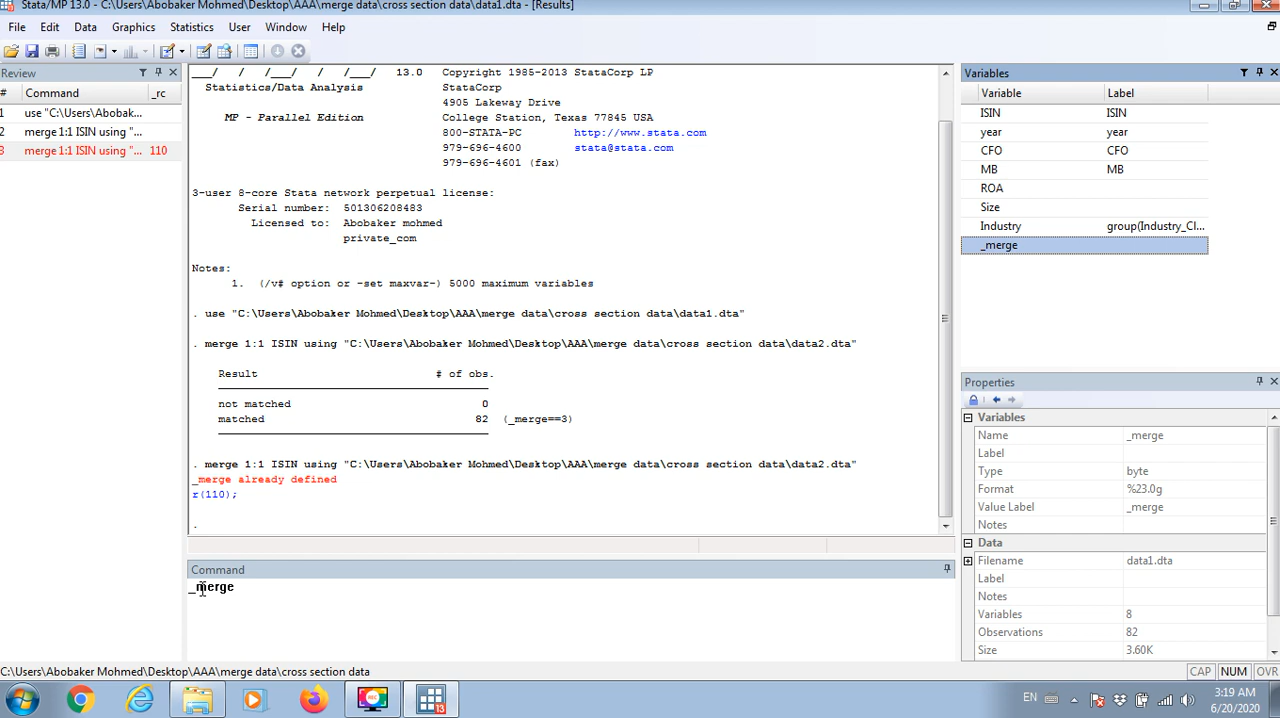 Stata/MP 13.0 - C:\Users\Abobaker Mohmed\Desktop\AAA\merge data\cross section data\data1.dta - [Results]
File Edit Data Graphics Statistics User Window Help
Review
# Command _rc
1 use "C:\Users\Abobak...
2 merge 1:1 ISIN using "...
3 merge 1:1 ISIN using "... 110
___/ / /___/ / /___/ 13.0 Copyright 1985-2013 StataCorp LP
Statistics/Data Analysis StataCorp
4905 Lakeway Drive
MP - Parallel Edition College Station, Texas 77845 USA
800-STATA-PC http://www.stata.com
979-696-4600 stata@stata.com
979-696-4601 (fax)
3-user 8-core Stata network perpetual license:
Serial number: 501306208483
Licensed to: Abobaker mohmed
private_com
Notes:
1. (/v# option or -set maxvar-) 5000 maximum variables
. use "C:\Users\Abobaker Mohmed\Desktop\AAA\merge data\cross section data\data1.dta"
. merge 1:1 ISIN using "C:\Users\Abobaker Mohmed\Desktop\AAA\merge data\cross section data\data2.dta"
Result # of obs.
not matched 0
matched 82 (_merge==3)
. merge 1:1 ISIN using "C:\Users\Abobaker Mohmed\Desktop\AAA\merge data\cross section data\data2.dta"
_merge already defined
r(110);
.
Command
_merge
Variables
Variable Label
ISIN ISIN
year year
CFO CFO
MB MB
ROA
Size
Industry group(Industry_Cl...
_merge
Properties
Variables
Name _merge
Label
Type byte
Format %23.0g
Value Label _merge
Notes
Data
Filename data1.dta
Label
Notes
Variables 8
Observations 82
Size 3.60K
C:\Users\Abobaker Mohmed\Desktop\AAA\merge data\cross section data
CAP NUM OVR
REC
13
EN
3:19 AM
6/20/2020